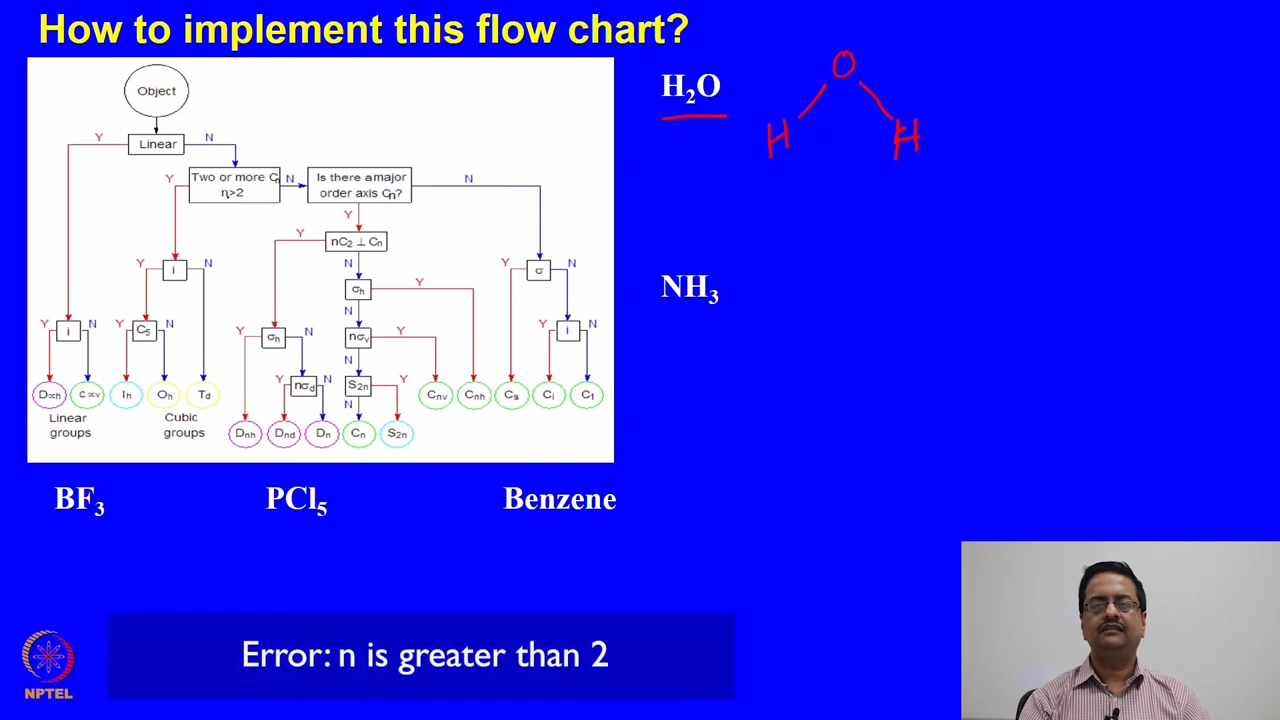 How to implement this flow chart?
Object
Linear
Y
N
Two or more Cn
n>2
Y
N
Is there a major
order axis Cn?
Y
N
nC2 ⊥ Cn
Y
N
i
Y
N
σh
Y
N
σ
Y
N
i
Y
N
C5
Y
N
σh
Y
N
nσv
Y
N
i
Y
N
nσd
Y
N
S2n
Y
N
D∞h
C∞v
Ih
Oh
Td
Cnv
Cnh
Cs
Ci
C1
Linear
groups
Cubic
groups
Dnh
Dnd
Dn
Cn
S2n
H₂O
O
H H
NH₃
BF₃ PCl₅ Benzene
Error: n is greater than 2
NPTEL